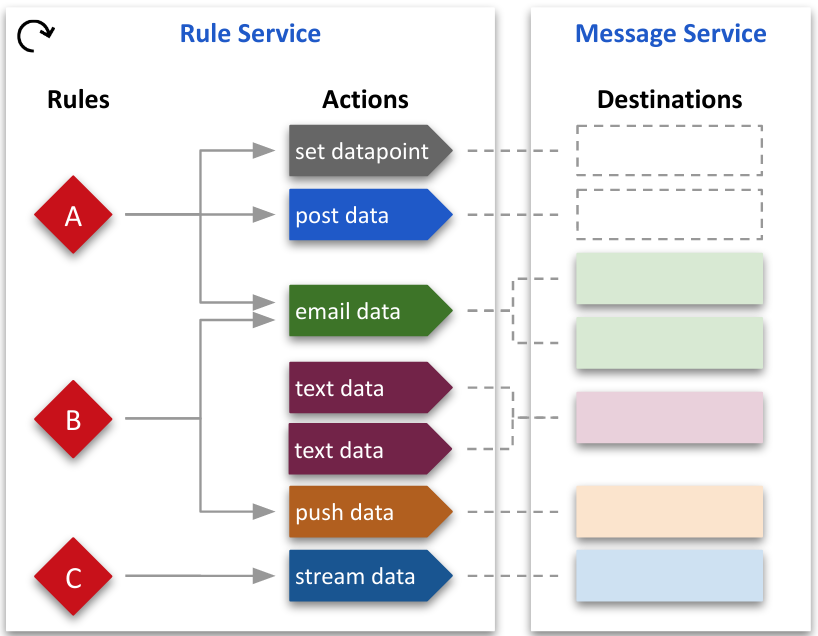 Rule Service
Message Service
Rules
Actions
Destinations
set datapoint
A
post data
email data
text data
B
text data
push data
C
stream data